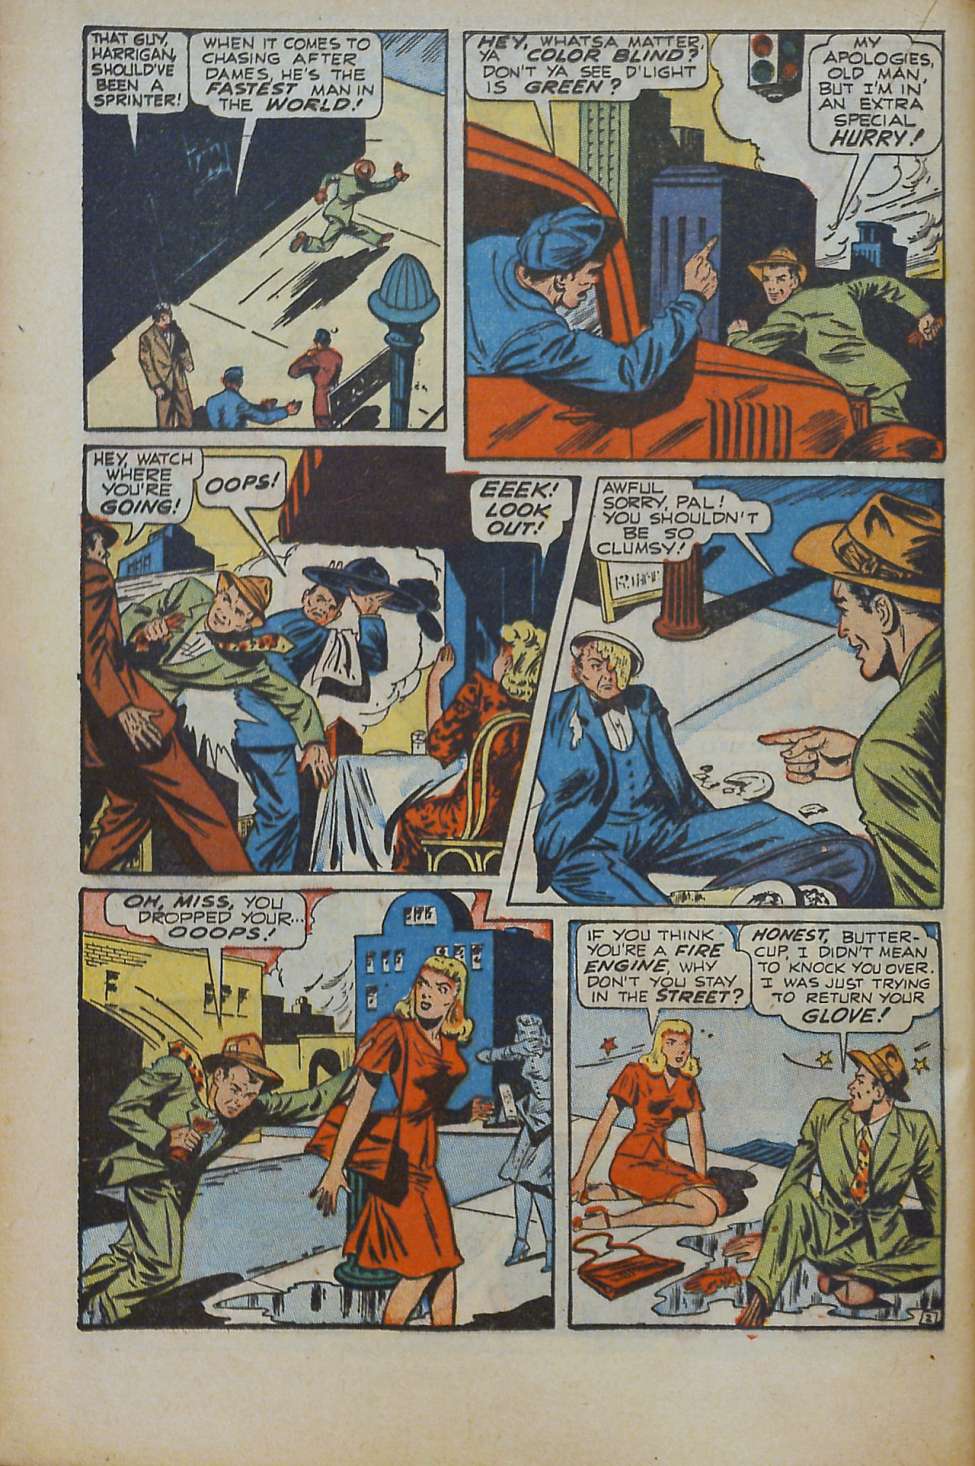 THAT GUY,
HARRIGAN,
SHOULD'VE
BEEN A
SPRINTER!
WHEN IT COMES TO
CHASING AFTER
DAMES, HE'S THE
FASTEST MAN IN
THE WORLD!
HEY, WHATSA MATTER,
YA COLOR BLIND?
DON'T YA SEE D'LIGHT
IS GREEN?
MY
APOLOGIES,
OLD MAN,
BUT I'M IN
AN EXTRA
SPECIAL
HURRY!
HEY, WATCH
WHERE
YOU'RE
GOING!
OOPS!
EEEK!
LOOK
OUT!
AWFUL
SORRY, PAL!
YOU SHOULDN'T
BE SO
CLUMSY!
OH, MISS, YOU
DROPPED YOUR...
OOOPS!
IF YOU THINK
YOU'RE A FIRE
ENGINE, WHY
DON'T YOU STAY
IN THE STREET?
HONEST, BUTTER-
CUP, I DIDN'T MEAN
TO KNOCK YOU OVER.
I WAS JUST TRYING
TO RETURN YOUR
GLOVE!
2